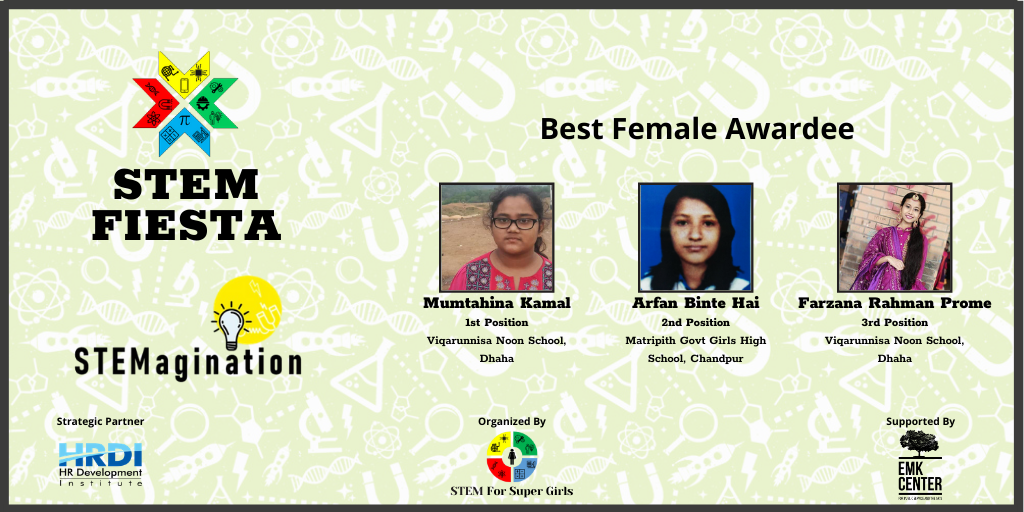 STEM
FIESTA
STEMagination
Best Female Awardee
Mumtahina Kamal
1st Position
Viqarunnisa Noon School,
Dhaka
Arfan Binte Hai
2nd Position
Matripith Govt Girls High
School, Chandpur
Farzana Rahman Prome
3rd Position
Viqarunnisa Noon School,
Dhaka
Strategic Partner
HRDI
HR Development
Institute
Organized By
STEM For Super Girls
Supported By
EMK
CENTER